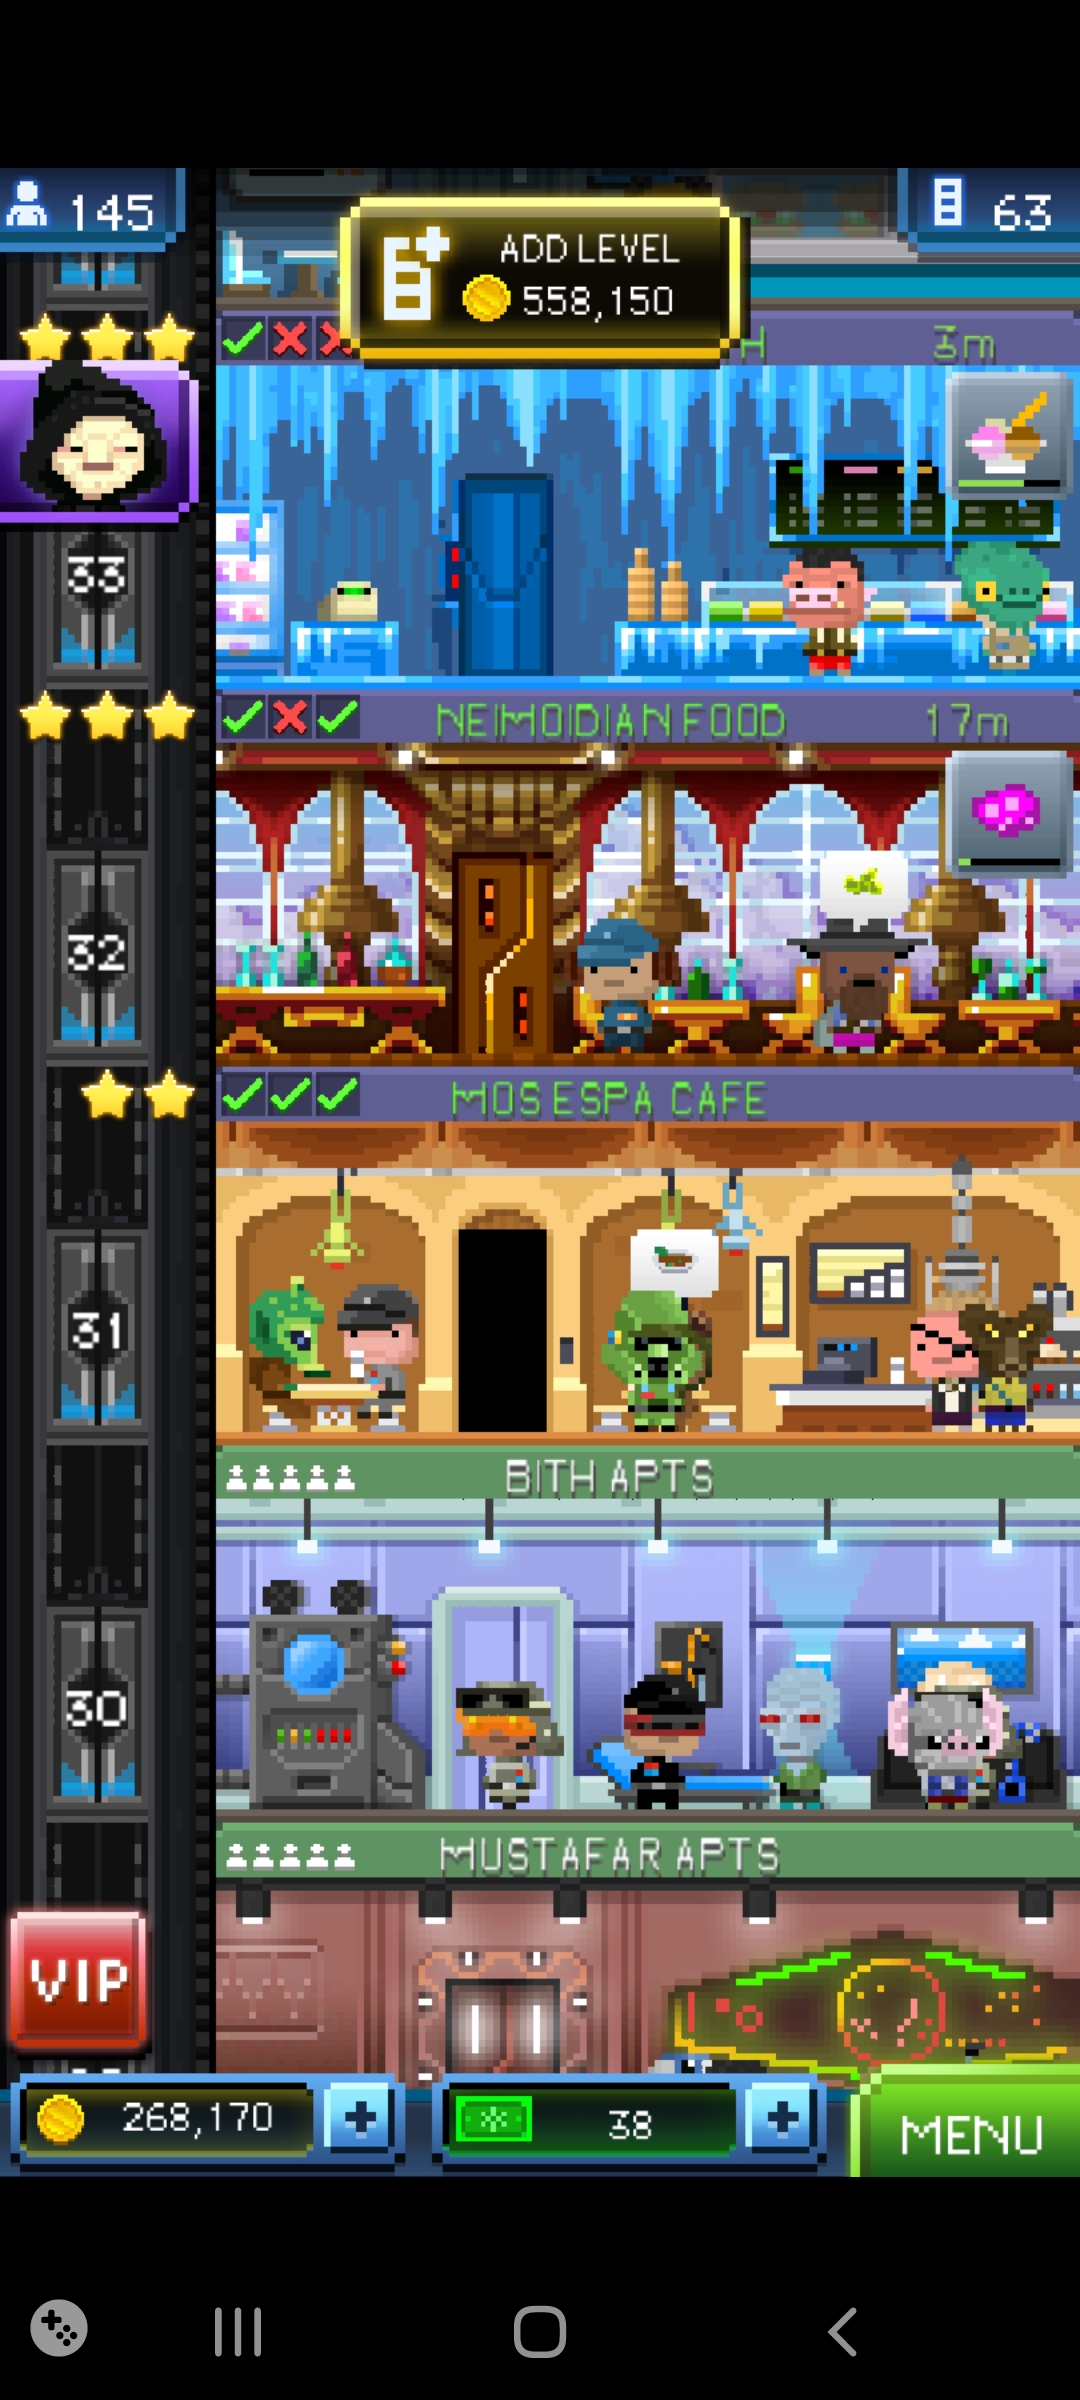 145
ADD LEVEL
558,150
63
H
3m
33
NEIMOIDIAN FOOD
17m
32
MOS ESPA CAFE
31
BITH APTS
30
MUSTAFAR APTS
VIP
268,170
38
MENU